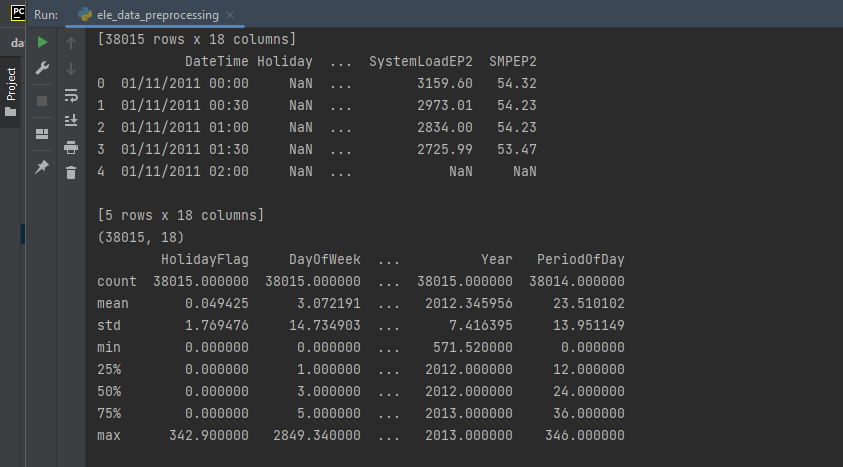 PC
Run: ele_data_preprocessing
da
Project
[38015 rows x 18 columns]
DateTime Holiday ... SystemLoadEP2 SMPEP2
0 01/11/2011 00:00 NaN ... 3159.60 54.32
1 01/11/2011 00:30 NaN ... 2973.01 54.23
2 01/11/2011 01:00 NaN ... 2834.00 54.23
3 01/11/2011 01:30 NaN ... 2725.99 53.47
4 01/11/2011 02:00 NaN ... NaN NaN
[5 rows x 18 columns]
(38015, 18)
HolidayFlag DayOfWeek ... Year PeriodOfDay
count 38015.000000 38015.000000 ... 38015.000000 38014.000000
mean 0.049425 3.072191 ... 2012.345956 23.510102
std 1.769476 14.734903 ... 7.416395 13.951149
min 0.000000 0.000000 ... 571.520000 0.000000
25% 0.000000 1.000000 ... 2012.000000 12.000000
50% 0.000000 3.000000 ... 2012.000000 24.000000
75% 0.000000 5.000000 ... 2013.000000 36.000000
max 342.900000 2849.340000 ... 2013.000000 346.000000